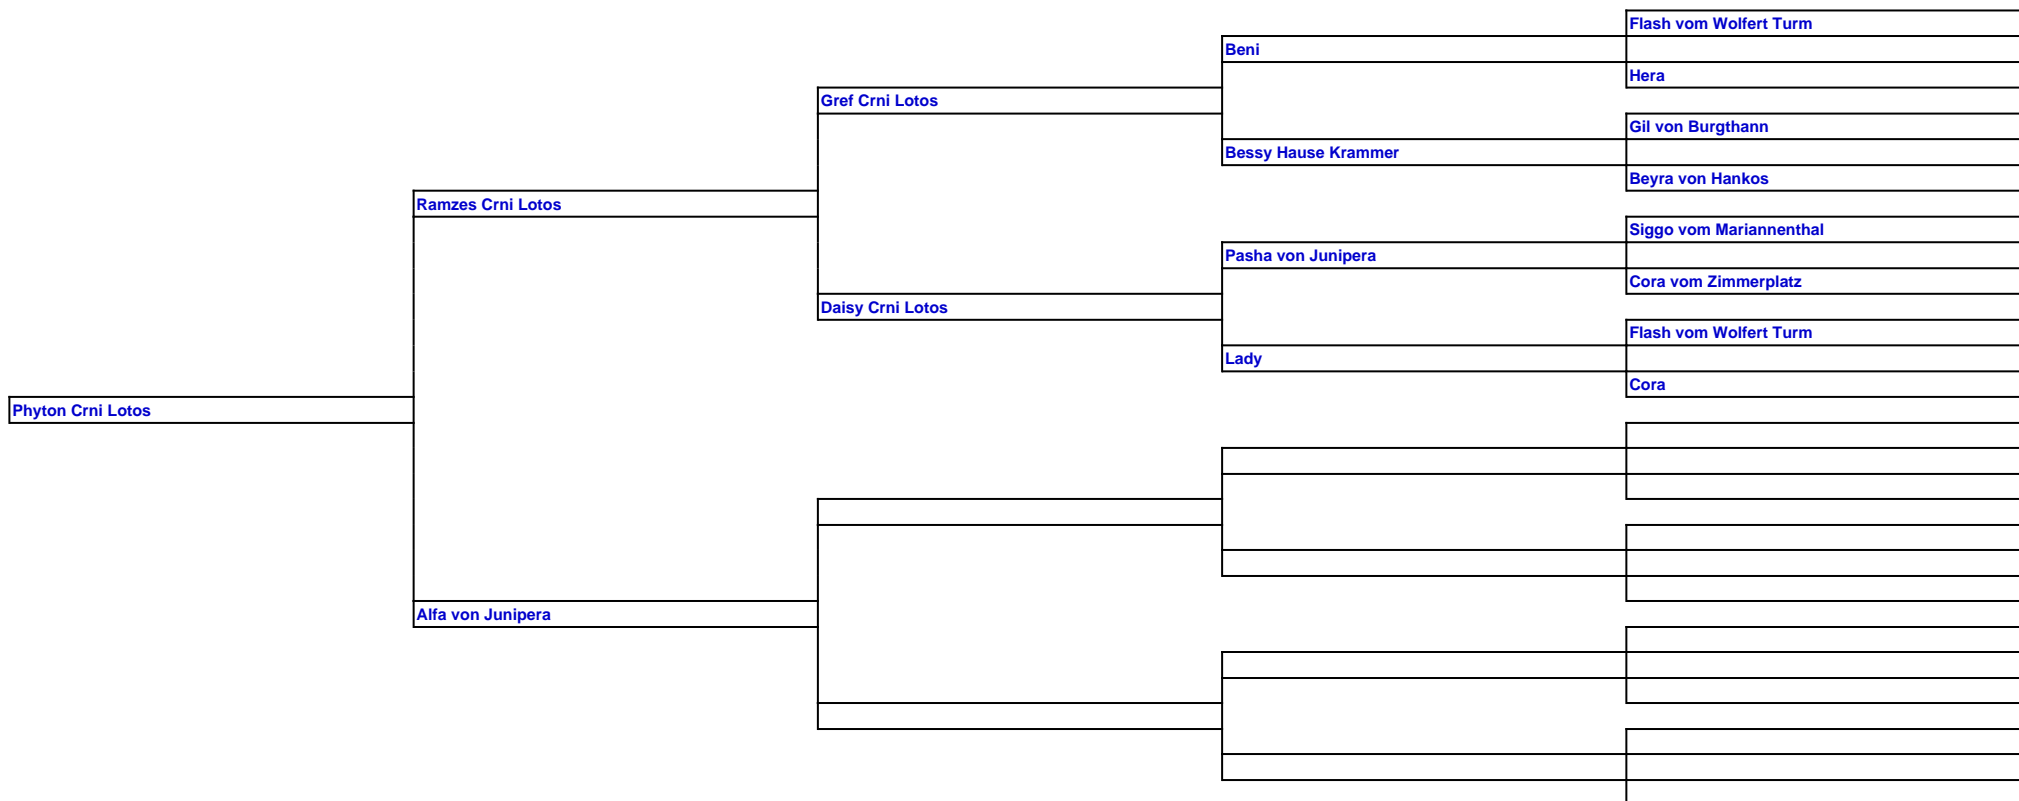 Flash vom Wolfert Turm
Beni
Hera
Gref Crni Lotos
Gil von Burgthann
Bessy Hause Krammer
Beyra von Hankos
Ramzes Crni Lotos
Siggo vom Mariannenthal
Pasha von Junipera
Cora vom Zimmerplatz
Daisy Crni Lotos
Flash vom Wolfert Turm
Lady
Cora
Phyton Crni Lotos
Alfa von Junipera